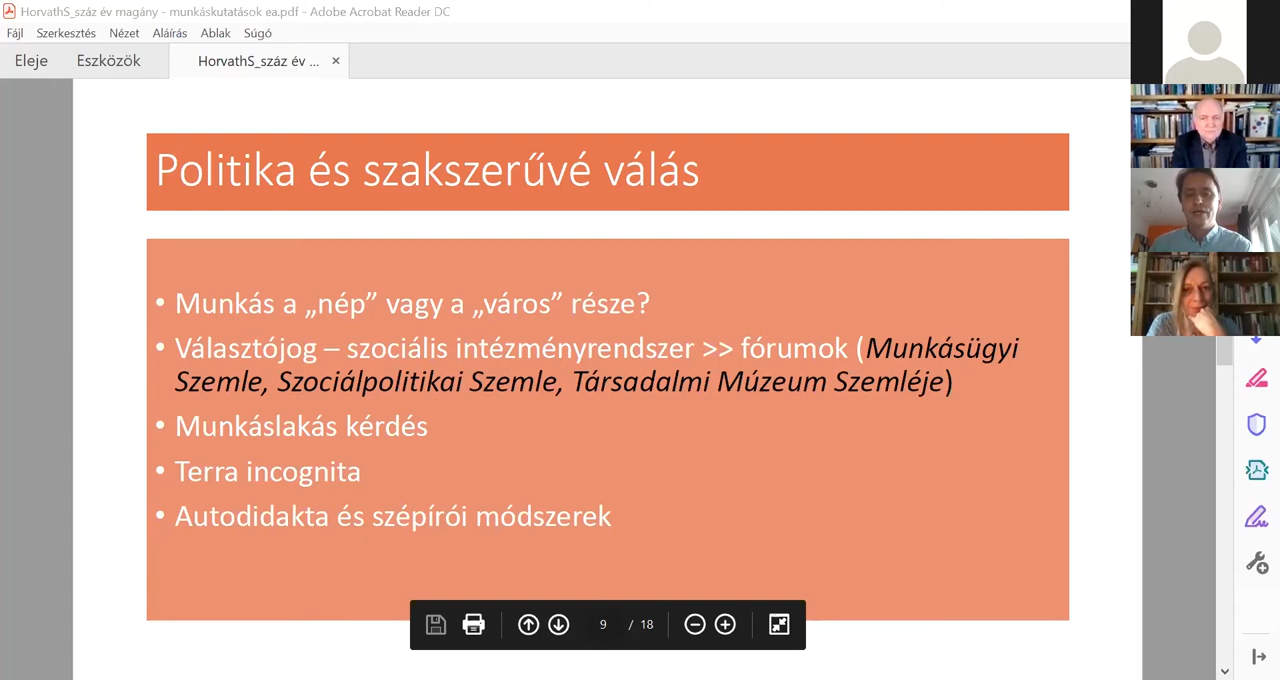 HorvathS_száz év magány - munkáskutatások ea.pdf - Adobe Acrobat Reader DC
Fájl Szerkesztés Nézet Aláírás Ablak Súgó
Eleje Eszközök HorvathS_száz év ... ×
Politika és szakszerűvé válás
• Munkás a „nép” vagy a „város” része?
• Választójog – szociális intézményrendszer >> fórumok (Munkásügyi
Szemle, Szociálpolitikai Szemle, Társadalmi Múzeum Szemléje)
• Munkáslakás kérdés
• Terra incognita
• Autodidakta és szépírói módszerek
9 / 18